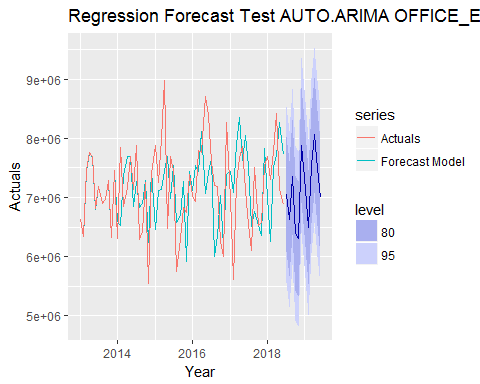 Regression Forecast Test AUTO.ARIMA OFFICE_E
9e+06
8e+06
7e+06
6e+06
5e+06
Actuals
2014
2016
2018
Year
series
Actuals
Forecast Model
level
80
95